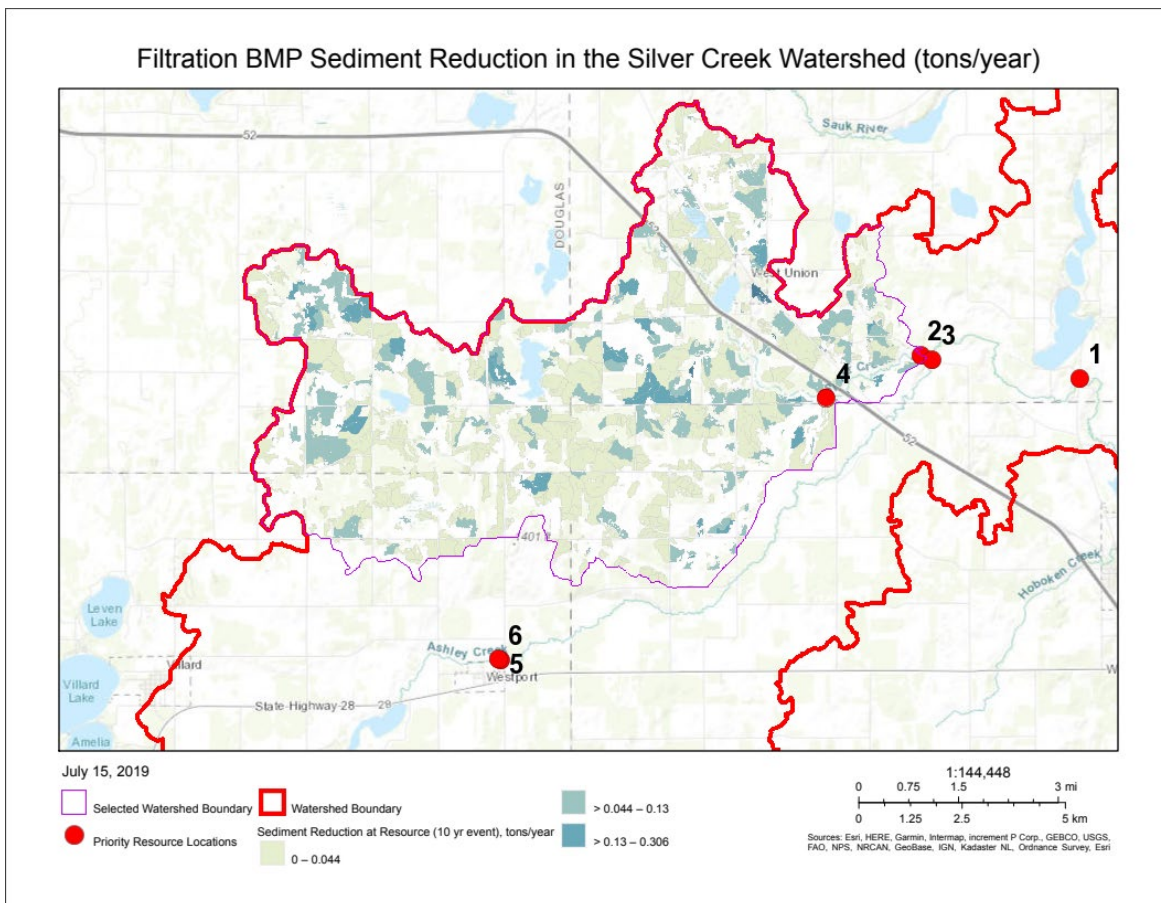 Filtration BMP Sediment Reduction in the Silver Creek Watershed (tons/year)
52
Sauk River
DOUGLAS
52
West Union
2
3
1
Creek
4
52
401 ft
Hoboken Creek
Leven
Lake
6
Ashley Creek
5
Villard
Westport
Villard
Lake
State Highway 28
29
W
Amelia
July 15, 2019
1:144,448
Selected Watershed Boundary
Watershed Boundary
> 0.044 – 0.13
0 0.75 1.5 3 mi
Priority Resource Locations
Sediment Reduction at Resource (10 yr event), tons/year
> 0.13 – 0.306
0 1.25 2.5 5 km
0 – 0.044
Sources: Esri, HERE, Garmin, Intermap, increment P Corp., GEBCO, USGS,
FAO, NPS, NRCAN, GeoBase, IGN, Kadaster NL, Ordnance Survey, Esri